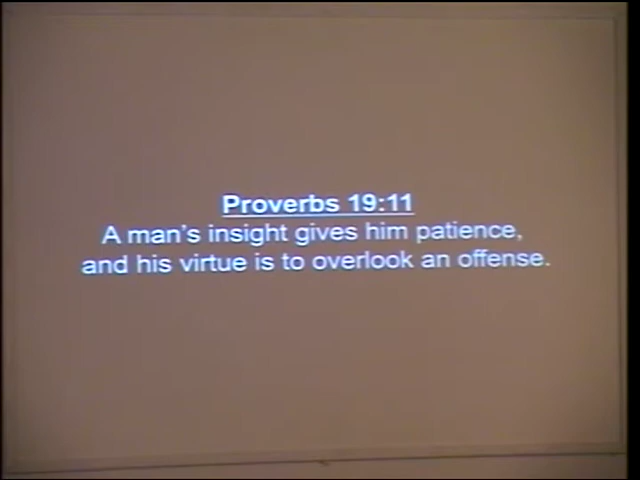 Proverbs 19:11
A man's insight gives him patience,
and his virtue is to overlook an offense.